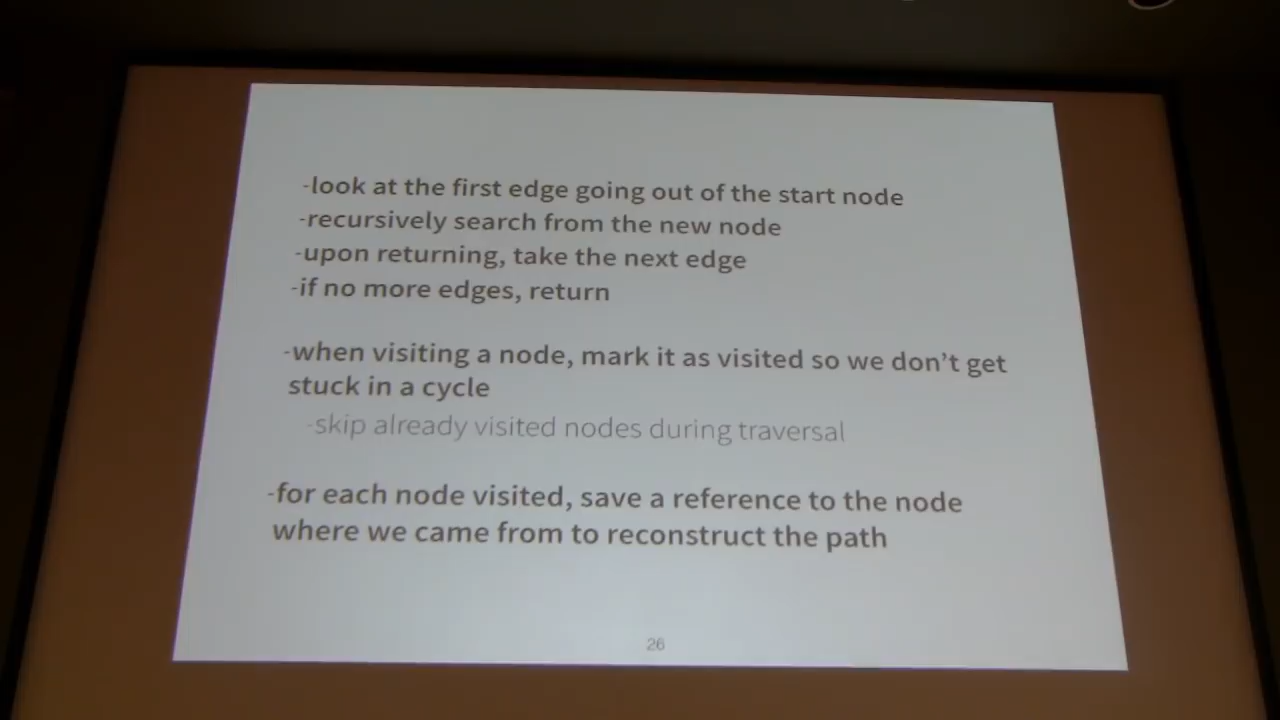 -look at the first edge going out of the start node
-recursively search from the new node
-upon returning, take the next edge
-if no more edges, return
-when visiting a node, mark it as visited so we don't get
stuck in a cycle
-skip already visited nodes during traversal
-for each node visited, save a reference to the node
where we came from to reconstruct the path
26